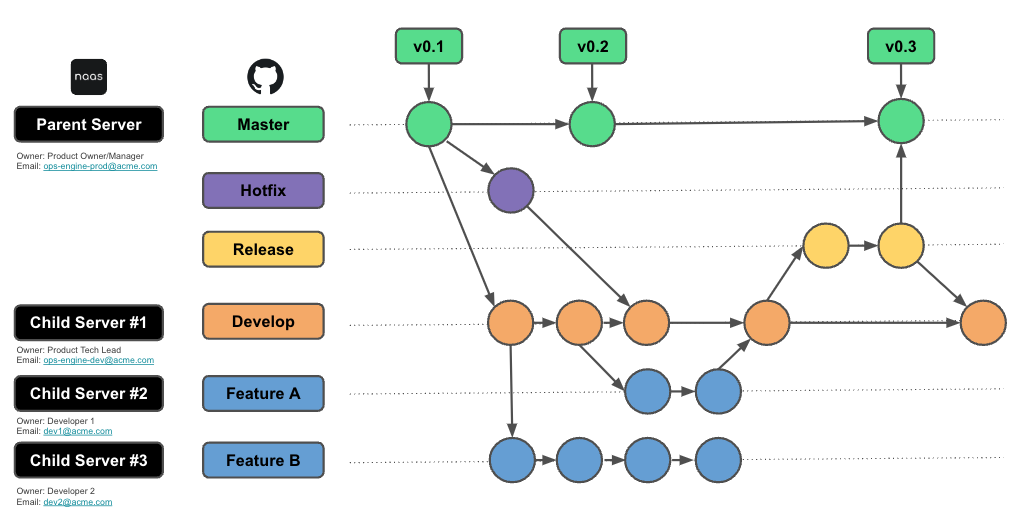 v0.1
v0.2
v0.3
naas
Parent Server
Master
Owner: Product Owner/Manager
Email: ops-engine-prod@acme.com
Hotfix
Release
Child Server #1
Develop
Owner: Product Tech Lead
Email: ops-engine-dev@acme.com
Child Server #2
Feature A
Owner: Developer 1
Email: dev1@acme.com
Child Server #3
Feature B
Owner: Developer 2
Email: dev2@acme.com